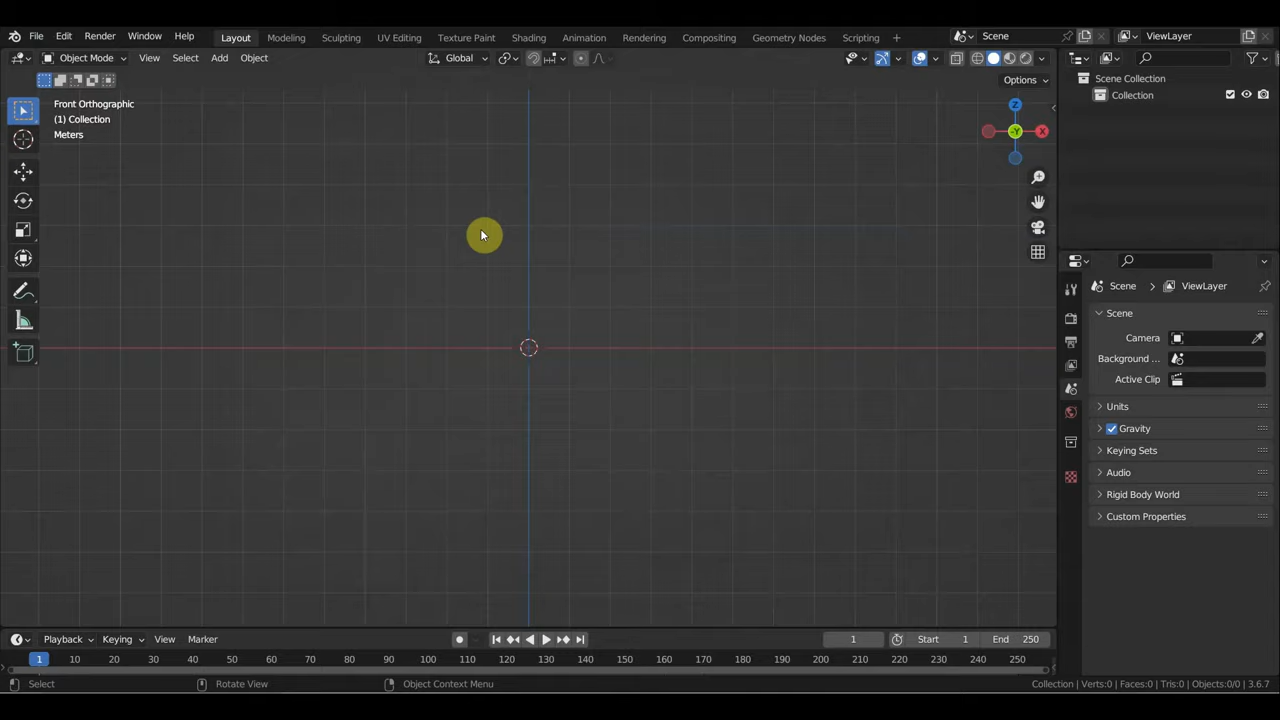 File Edit Render Window Help Layout Modeling Sculpting UV Editing Texture Paint Shading Animation Rendering Compositing Geometry Nodes Scripting + Scene ViewLayer
Object Mode View Select Add Object Global
Options
Front Orthographic
(1) Collection
Meters
Z
-Y
X
Scene Collection
Collection
Scene > ViewLayer
Scene
Camera
Background ...
Active Clip
Units
Gravity
Keying Sets
Audio
Rigid Body World
Custom Properties
Playback Keying View Marker 1 Start 1 End 250
1 10 20 30 40 50 60 70 80 90 100 110 120 130 140 150 160 170 180 190 200 210 220 230 240 250
Select Rotate View Object Context Menu Collection | Verts:0 | Faces:0 | Tris:0 | Objects:0/0 | 3.6.7